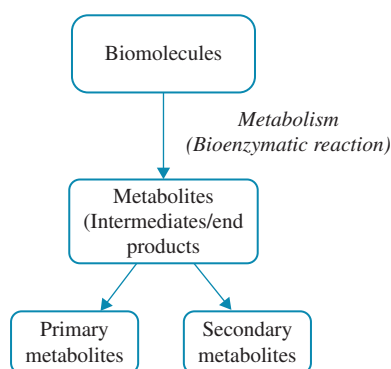 Biomolecules
Metabolism
(Bioenzymatic reaction)
Metabolites
(Intermediates/end
products
Primary
metabolites
Secondary
metabolites